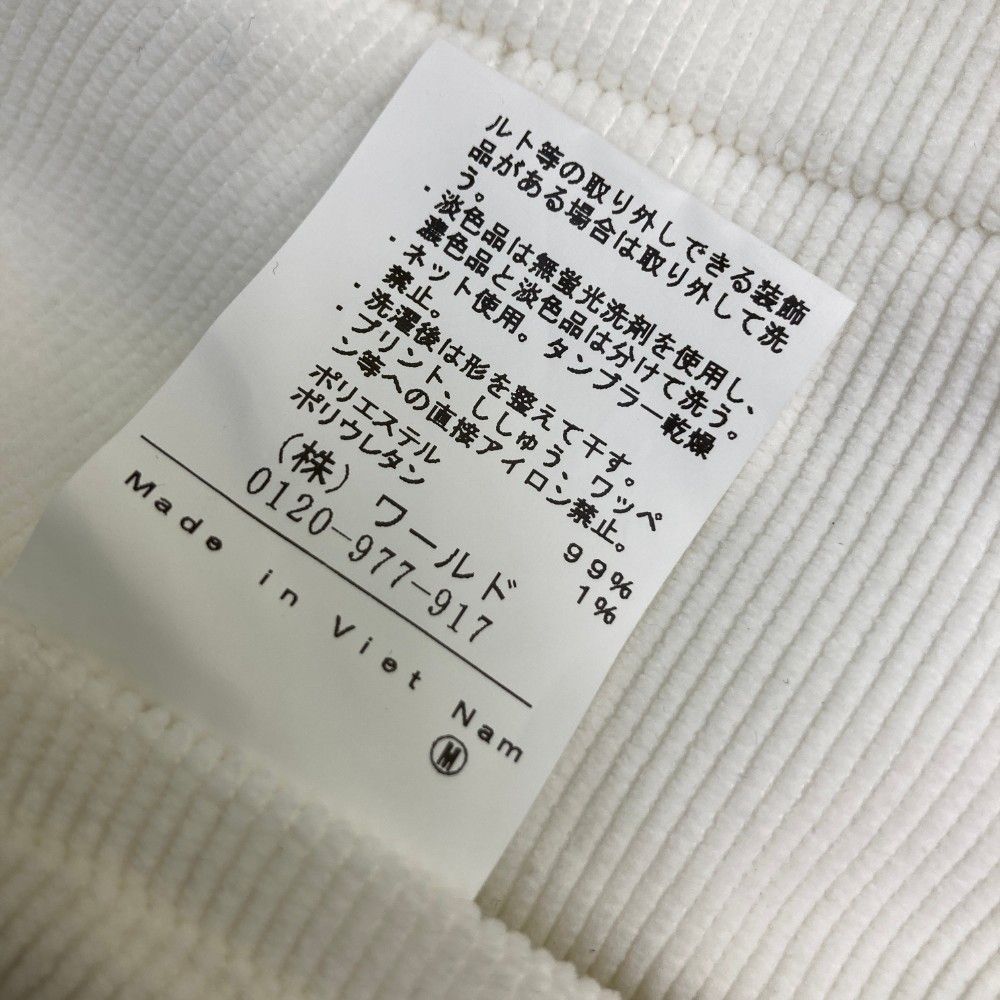 ルト等の取り外しできる装飾
品がある場合は取り外して洗
う。
・淡色品は無蛍光洗剤を使用し、
濃色品と淡色品は分けて洗う。
・ネット使用。タンブラー乾燥
禁止。
・洗濯後は形を整えて干す。
・プリント、ししゅう、ワッペ
ン等への直接アイロン禁止。
ポリエステル 99%
ポリウレタン 1%
(株)ワールド
0120-977-917
Made in Viet Nam
Ⓜ